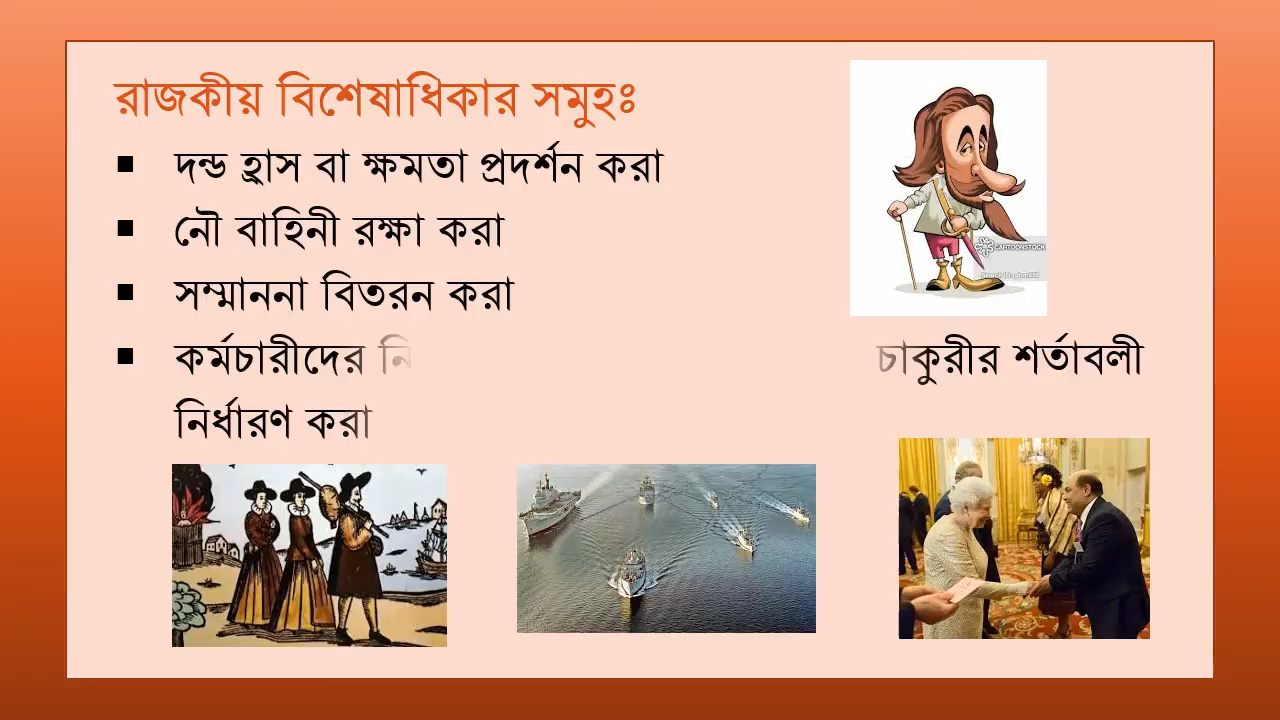 রাজকীয় বিশেষাধিকার সমুহঃ
দন্ড হ্রাস বা ক্ষমতা প্রদর্শন করা
নৌ বাহিনী রক্ষা করা
সম্মাননা বিতরন করা
কর্মচারীদের চাকুরীর শর্তাবলী
নির্ধারণ করা
CARTOONSTOCK